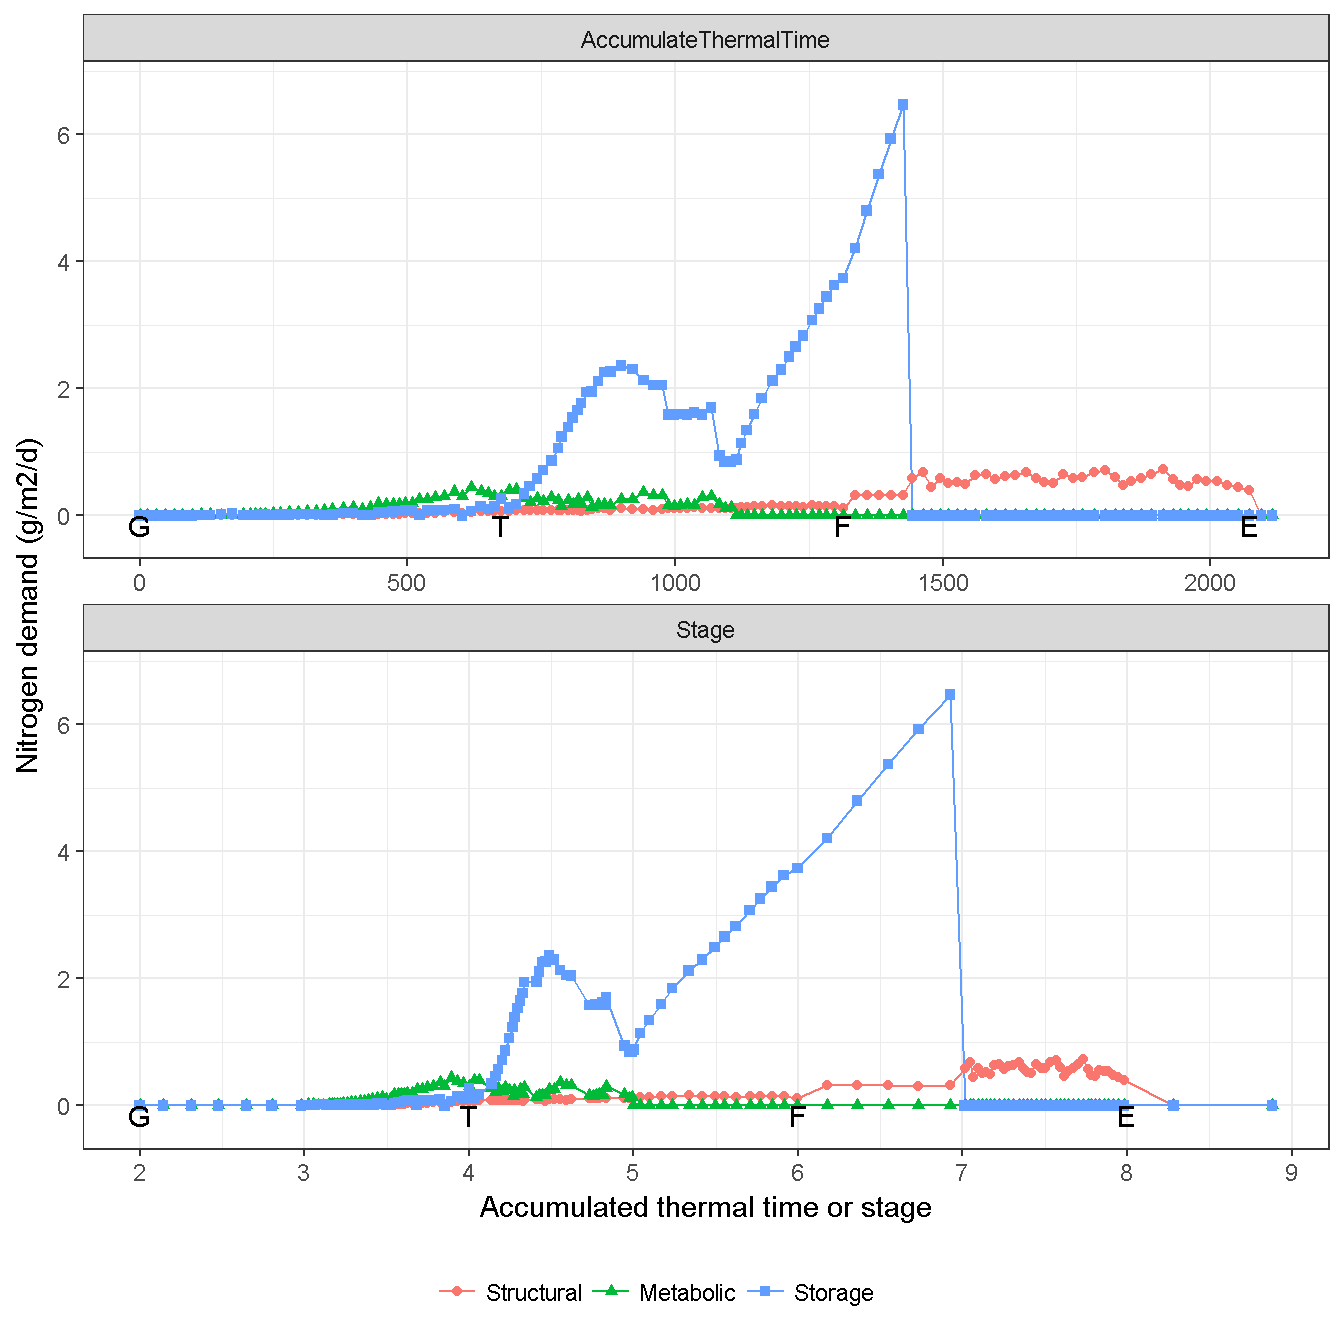 AccumulateThermalTime
6
4
2
0
G T F E
0 500 1000 1500 2000
Nitrogen demand (g/m2/d)
Stage
6
4
2
0
G T F E
2 3 4 5 6 7 8 9
Accumulated thermal time or stage
Structural Metabolic Storage